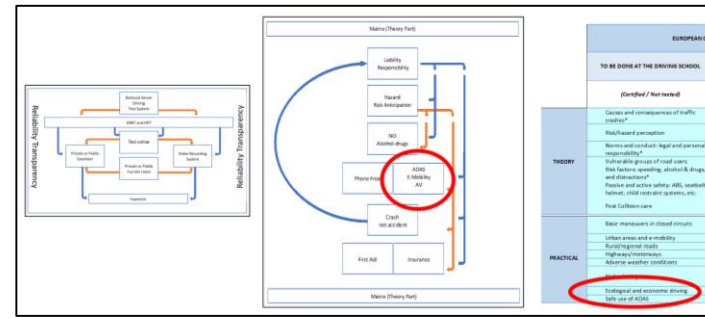 Reliability Transparency
National Driving
Test System
Test online
Private or Public
Examiner
Private or Public
Video Recording
System
Inspector
Reliability Transparency
Matrix (Theory Part)
Liability
Responsibility
Hazard
Risk Anticipation
NO
Alcohol-drugs
Phone Free
ADAS
E-Mobility
AV
Crash
not accident
First Aid
Insurance
Matrix (Theory Part)
EUROPEAN
TO BE DONE AT THE DRIVING SCHOOL
(Certified / Not tested)
THEORY
Causes and consequences of traffic
crashes*
Risk/hazard perception
Norms and conduct: legal and personal
responsibility*
Vulnerable groups of road users
Risk factors: speeding, alcohol & drugs,
and distractions*
Passive and active safety: ABS, seatbelt
helmet, child restraint systems, etc.
Post Collision care
PRACTICAL
Basic maneuvers in closed circuits
Urban areas and e-mobility
Rural/regional roads
Highways/motorways
Adverse weather conditions
Ecological and economic driving
Safe use of ADAS